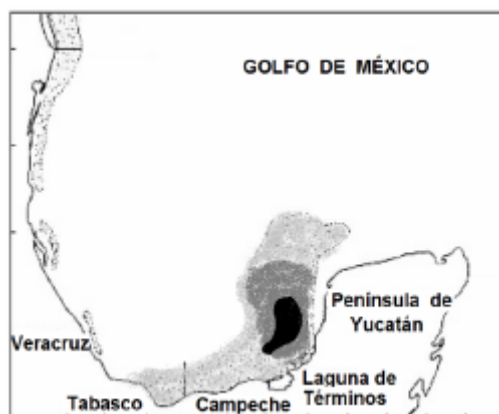 GOLFO DE MÉXICO
Península de
Yucatán
Veracruz
Laguna de
Términos
Tabasco
Campeche